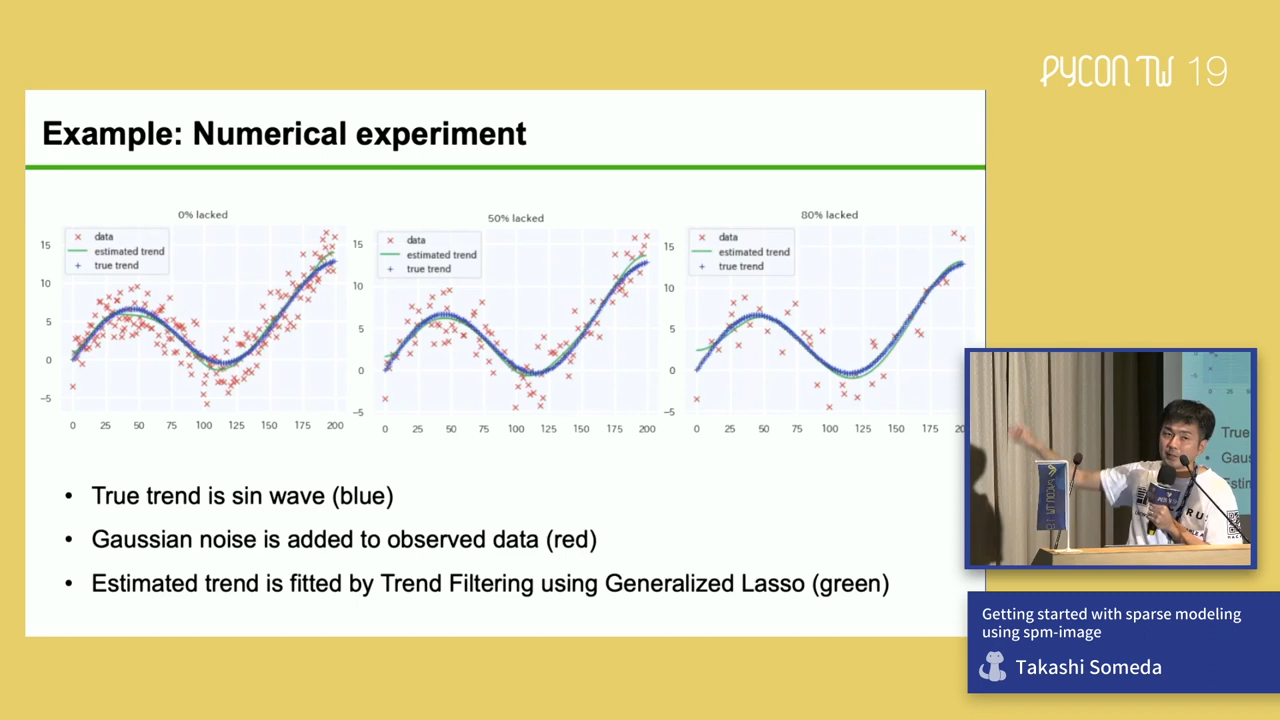 PYCON TW 19
Example: Numerical experiment
0% lacked
data
estimated trend
true trend
15
10
5
0
−5
0 25 50 75 100 125 150 175 200
50% lacked
data
estimated trend
true trend
15
10
5
0
−5
0 25 50 75 100 125 150 175 200
80% lacked
data
estimated trend
true trend
15
10
5
0
−5
0 25 50 75 100 125 150 175
• True trend is sin wave (blue)
• Gaussian noise is added to observed data (red)
• Estimated trend is fitted by Trend Filtering using Generalized Lasso (green)
True
Gaus
Getting started with sparse modeling
using spm-image
Takashi Someda